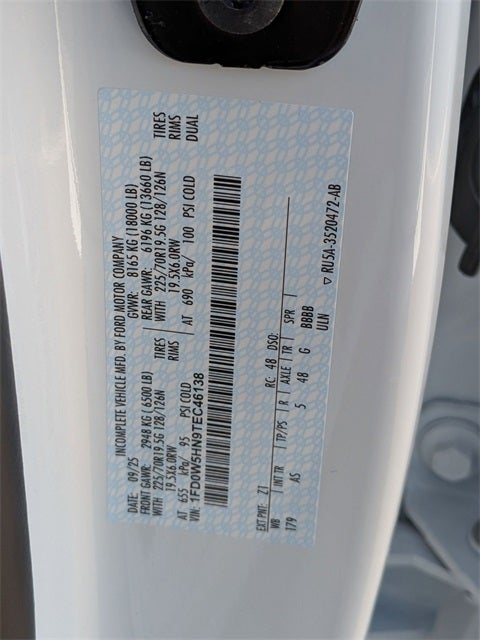 INCOMPLETE VEHICLE MFD. BY FORD MOTOR COMPANY
DATE: 09/25 GVWR: 8165 KG (18008 LB)
FRONT GAWR: 2948 KG (6500 LB) REAR GAWR: 6196 KG (13660 LB)
WITH 225/70R19.5G 128/126N TIRES WITH 225/70R19.5G 128/126N TIRES
19.5X6.0RW RIMS 19.5X6.0RW RIMS
AT 655 kPa/ 95 PSI COLD AT 690 kPa/ 100 PSI COLD DUAL
VIN: 1FD0W5HN9TEC46138
EXT PNT: Z1 RC: 48 DSO:
WB INT TR TP/PS R AXLE TR SPR
179 AS 5 48 G BBBB
ULN
▽ RU5A-3520472-AB